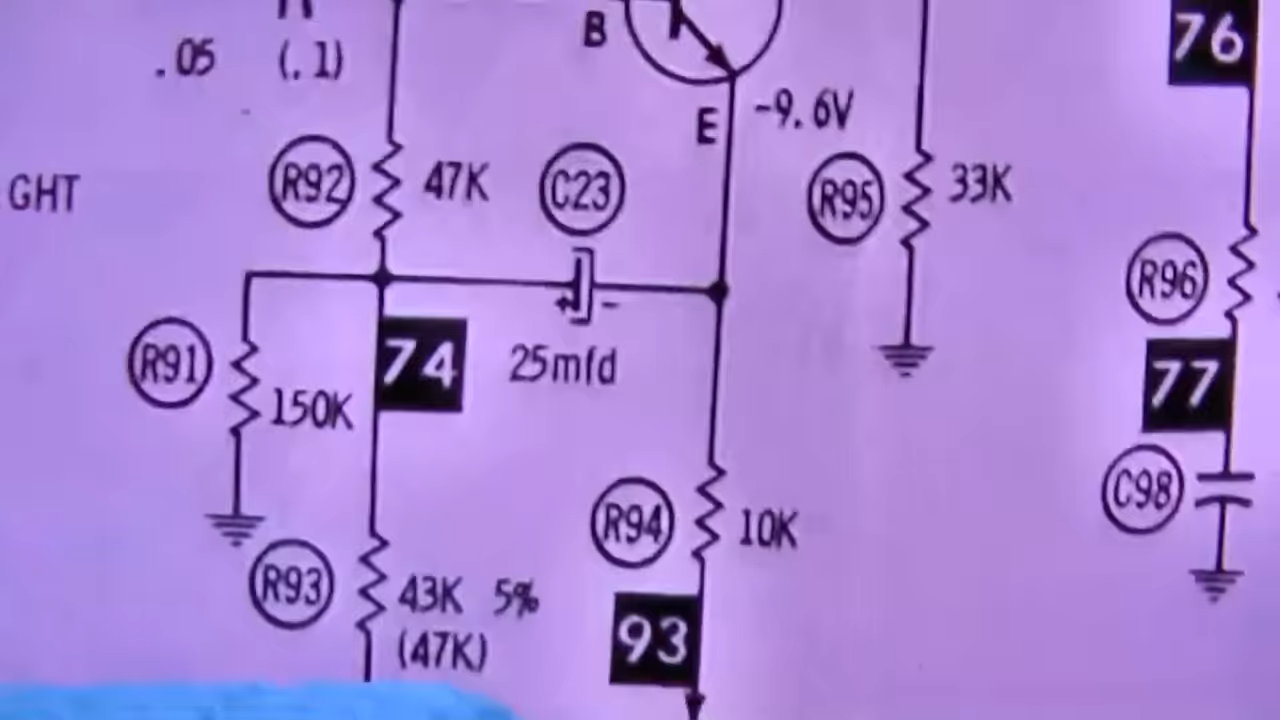 B
76
.05 (.1)
-9.6V
E
R92 47K C23 R95 33K
GHT
R96
-
R91 74 25mfd 77
150K
C98
R94 10K
R93 43K 5%
(47K)
93